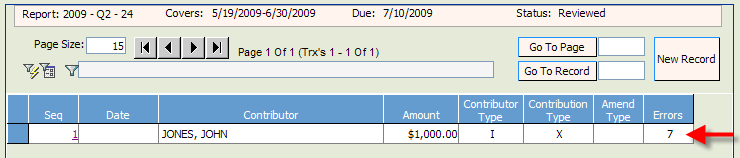 Report: 2009 - Q2 - 24 Covers: 5/19/2009-6/30/2009 Due: 7/10/2009 Status: Reviewed
Page Size: 15 Page 1 Of 1 (Trx's 1 - 1 Of 1) Go To Page New Record
Go To Record
Seq Date Contributor Amount Contributor Type Contribution Type Amend Type Errors
1 JONES, JOHN $1,000.00 I X 7